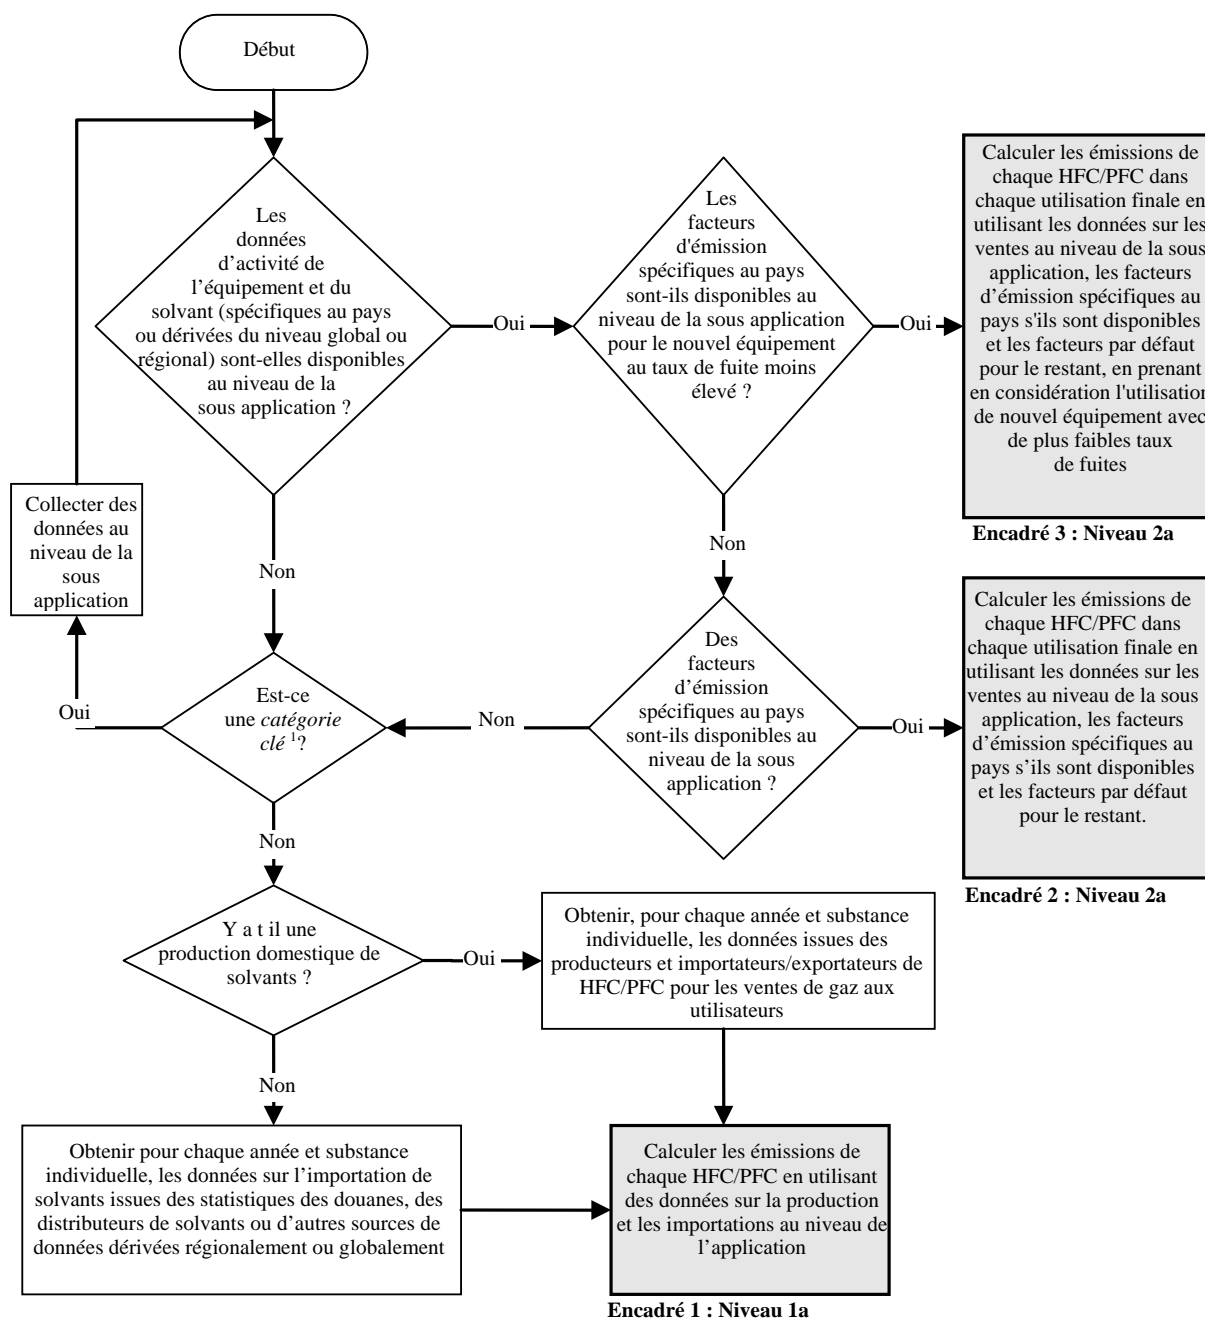 Début
Les
données
d’activité de
l’équipement et du
solvant (spécifiques au pays
ou dérivées du niveau global ou
régional) sont-elles disponibles
au niveau de la
sous application ?
Oui
Les
facteurs
d'émission
spécifiques au pays
sont-ils disponibles au
niveau de la sous application
pour le nouvel équipement
au taux de fuite moins
élevé ?
Oui
Calculer les émissions de
chaque HFC/PFC dans
chaque utilisation finale en
utilisant les données sur les
ventes au niveau de la sous
application, les facteurs
d’émission spécifiques au
pays s'ils sont disponibles
et les facteurs par défaut
pour le restant, en prenant
en considération l'utilisation
de nouvel équipement avec
de plus faibles taux
de fuites
Encadré 3 : Niveau 2a
Collecter des
données au
niveau de la
sous
application
Non
Non
Oui
Est-ce
une catégorie
clé 1?
Non
Des
facteurs
d’émission
spécifiques au pays
sont-ils disponibles au
niveau de la sous
application ?
Oui
Calculer les émissions de
chaque HFC/PFC dans
chaque utilisation finale en
utilisant les données sur les
ventes au niveau de la sous
application, les facteurs
d’émission spécifiques au
pays s’ils sont disponibles
et les facteurs par défaut
pour le restant.
Encadré 2 : Niveau 2a
Non
Y a t il une
production domestique de
solvants ?
Oui
Obtenir, pour chaque année et substance
individuelle, les données issues des
producteurs et importateurs/exportateurs de
HFC/PFC pour les ventes de gaz aux
utilisateurs
Non
Obtenir pour chaque année et substance
individuelle, les données sur l’importation de
solvants issues des statistiques des douanes, des
distributeurs de solvants ou d’autres sources de
données dérivées régionalement ou globalement
Calculer les émissions de
chaque HFC/PFC en utilisant
des données sur la production
et les importations au niveau de
l’application
Encadré 1 : Niveau 1a